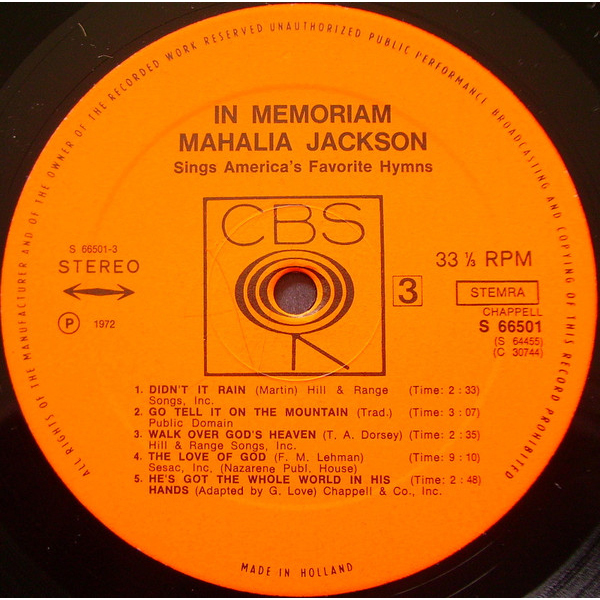 ALL RIGHTS OF THE MANUFACTURER AND OF THE OWNER OF THE RECORDED WORK RESERVED UNAUTHORIZED PUBLIC PERFORMANCE BROADCASTING AND COPYING OF THIS RECORD PROHIBITED
IN MEMORIAM
MAHALIA JACKSON
Sings America's Favorite Hymns
CBS
S 66501-3
STEREO
Ⓟ 1972
33 ⅓ RPM
3
STEMRA
CHAPPELL
S 66501
(S 64455)
(C 30744)
1. DIDN'T IT RAIN (Martin) Hill & Range (Time: 2 : 33)
Songs, Inc.
2. GO TELL IT ON THE MOUNTAIN (Trad.) (Time: 3 : 07)
Public Domain
3. WALK OVER GOD'S HEAVEN (T. A. Dorsey) (Time: 2 : 35)
Hill & Range Songs, Inc.
4. THE LOVE OF GOD (F. M. Lehman) (Time: 9 : 10)
Sesac, Inc, (Nazarene Publ. House)
5. HE'S GOT THE WHOLE WORLD IN HIS (Time: 2 : 48)
HANDS (Adapted by G. Love) Chappell & Co., Inc.
MADE IN HOLLAND